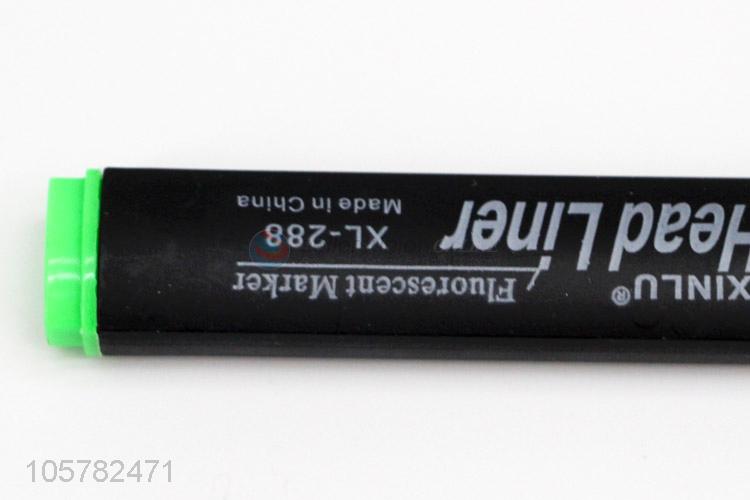 XINLU®
Head Liner
Fluorescent Marker
XL-288
Made in China
105782471